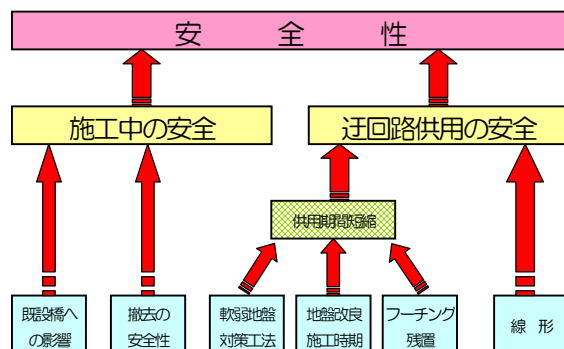 安全性
施工中の安全
迂回路供用の安全
供用期間短縮
既設橋へ
の影響
撤去の
安全性
軟弱地盤
対策工法
地盤改良
施工時期
フーチング
残置
線形